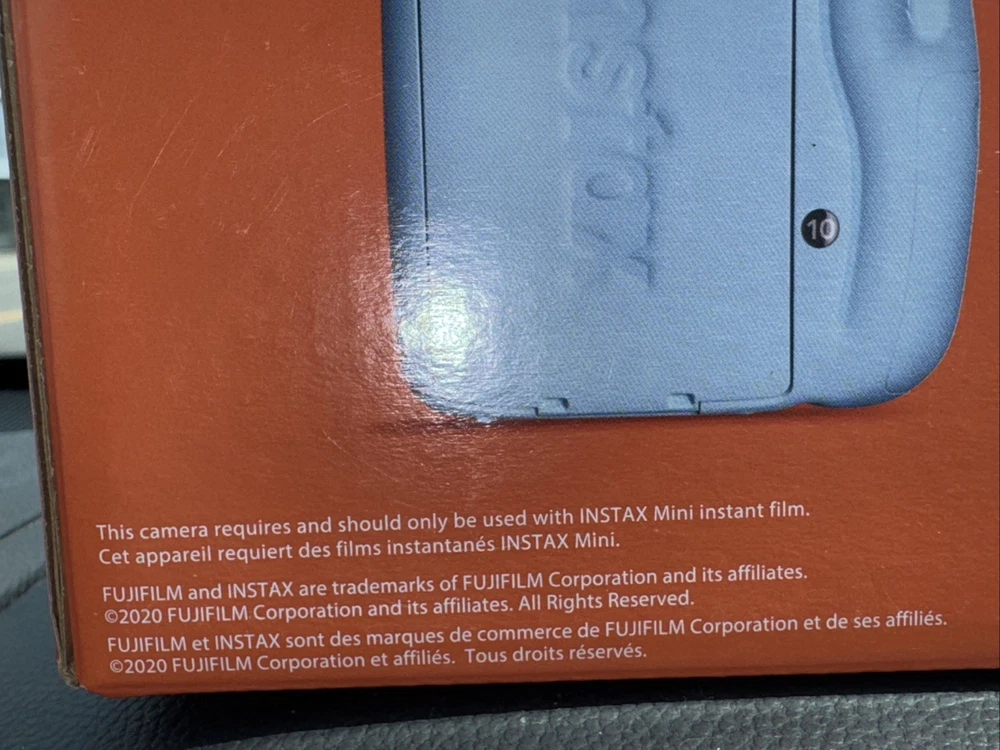 INSTAX
10
This camera requires and should only be used with INSTAX Mini instant film.
Cet appareil requiert des films instantanés INSTAX Mini.
FUJIFILM and INSTAX are trademarks of FUJIFILM Corporation and its affiliates.
©2020 FUJIFILM Corporation and its affiliates. All Rights Reserved.
FUJIFILM et INSTAX sont des marques de commerce de FUJIFILM Corporation et de ses affiliés.
©2020 FUJIFILM Corporation et affiliés. Tous droits réservés.